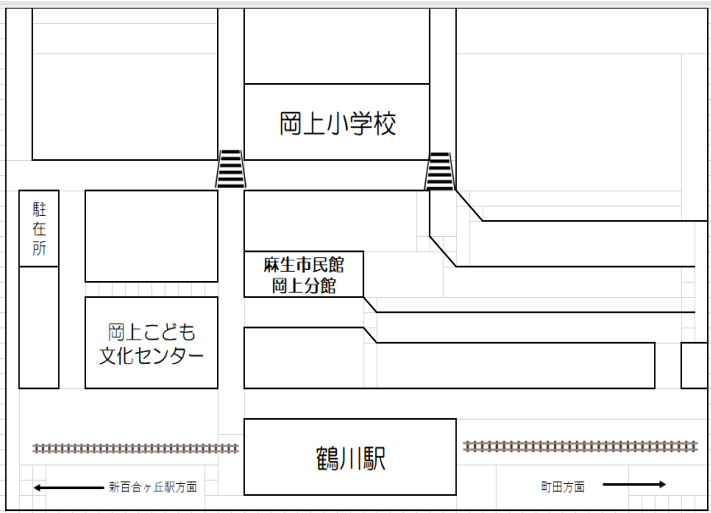 岡上小学校
駐在所
麻生市民館
岡上分館
岡上こども
文化センター
鶴川駅
新百合ヶ丘駅方面
町田方面